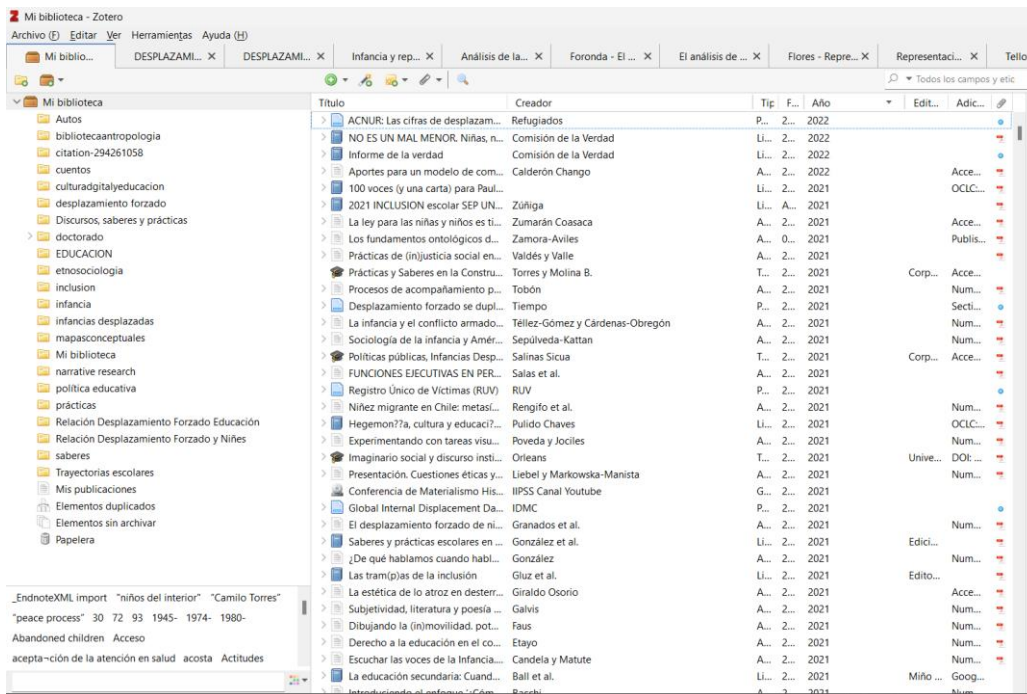 Mi biblioteca - Zotero
Archivo (F) Editar Ver Herramientas Ayuda (H)
Mi biblio... DESPLAZAMI... DESPLAZAMI... Infancia y rep... Análisis de la... Foronda - El ... El análisis de ... Flores - Repre... Representaci... Tello
Todos los campos y etic
Mi biblioteca
Autos
bibliotecaantropologia
citation-294261058
cuentos
culturadgitalyeducacion
desplazamiento forzado
Discursos, saberes y prácticas
doctorado
EDUCACION
etnosociologia
inclusion
infancia
infancias desplazadas
mapasconceptuales
Mi biblioteca
narrative research
política educativa
prácticas
Relación Desplazamiento Forzado Educación
Relación Desplazamiento Forzado y Niñes
saberes
Trayectorias escolares
Mis publicaciones
Elementos duplicados
Elementos sin archivar
Papelera
_EndnoteXML import "niños del interior" "Camilo Torres"
"peace process" 30 72 93 1945- 1974- 1980-
Abandoned children Acceso
acepta¬ción de la atención en salud acosta Actitudes
Título Creador Tip F... Año Edit... Adic...
ACNUR: Las cifras de desplazam... Refugiados P... 2... 2022
NO ES UN MAL MENOR. Niñas, n... Comisión de la Verdad Li... 2... 2022
Informe de la verdad Comisión de la Verdad Li... 2... 2022
Aportes para un modelo de com... Calderón Chango A... 2... 2022 Acce...
100 voces (y una carta) para Paul... Li... 2... 2021 OCLC:...
2021 INCLUSION escolar SEP UN... Zúñiga Li... A... 2021
La ley para las niñas y niños es ti... Zumarán Coasaca A... 2... 2021 Acce...
Los fundamentos ontológicos d... Zamora-Aviles A... 0... 2021 Publis...
Prácticas de (in)justicia social en... Valdés y Valle A... 2... 2021
Prácticas y Saberes en la Constru... Torres y Molina B. T... 2... 2021 Corp... Acce...
Procesos de acompañamiento p... Tobón A... 2... 2021 Num...
Desplazamiento forzado se dupl... Tiempo P... 2... 2021 Secti...
La infancia y el conflicto armado... Téllez-Gómez y Cárdenas-Obregón A... 2... 2021 Num...
Sociología de la infancia y Amér... Sepúlveda-Kattan A... 2... 2021 Num...
Políticas públicas, Infancias Desp... Salinas Sicua T... 2... 2021 Corp... Acce...
FUNCIONES EJECUTIVAS EN PER... Salas et al. A... 2... 2021
Registro Único de Víctimas (RUV) RUV P... 2... 2021
Niñez migrante en Chile: metasí... Rengifo et al. A... 2... 2021 Num...
Hegemon??a, cultura y educaci?... Pulido Chaves Li... 2... 2021 OCLC:...
Experimentando con tareas visu... Poveda y Jociles A... 2... 2021 Num...
Imaginario social y discurso insti... Orleans T... 2... 2021 Unive... DOI: ...
Presentación. Cuestiones éticas y... Liebel y Markowska-Manista A... 2... 2021 Num...
Conferencia de Materialismo His... IIPSS Canal Youtube G... 2... 2021
Global Internal Displacement Da... IDMC P... 2... 2021
El desplazamiento forzado de ni... Granados et al. A... 2... 2021 Num...
Saberes y prácticas escolares en ... González et al. Li... 2... 2021 Edici...
¿De qué hablamos cuando habl... González A... 2... 2021 Num...
Las tram(p)as de la inclusión Gluz et al. Li... 2... 2021 Edito...
La estética de lo atroz en desterr... Giraldo Osorio A... 2... 2021 Acce...
Subjetividad, literatura y poesía ... Galvis A... 2... 2021 Num...
Dibujando la (in)movilidad. pot... Faus A... 2... 2021 Num...
Derecho a la educación en el co... Etayo A... 2... 2021 Num...
Escuchar las voces de la Infancia... Candela y Matute A... 2... 2021 Num...
La educación secundaria: Cuand... Ball et al. Li... 2... 2021 Miño ... Goog...